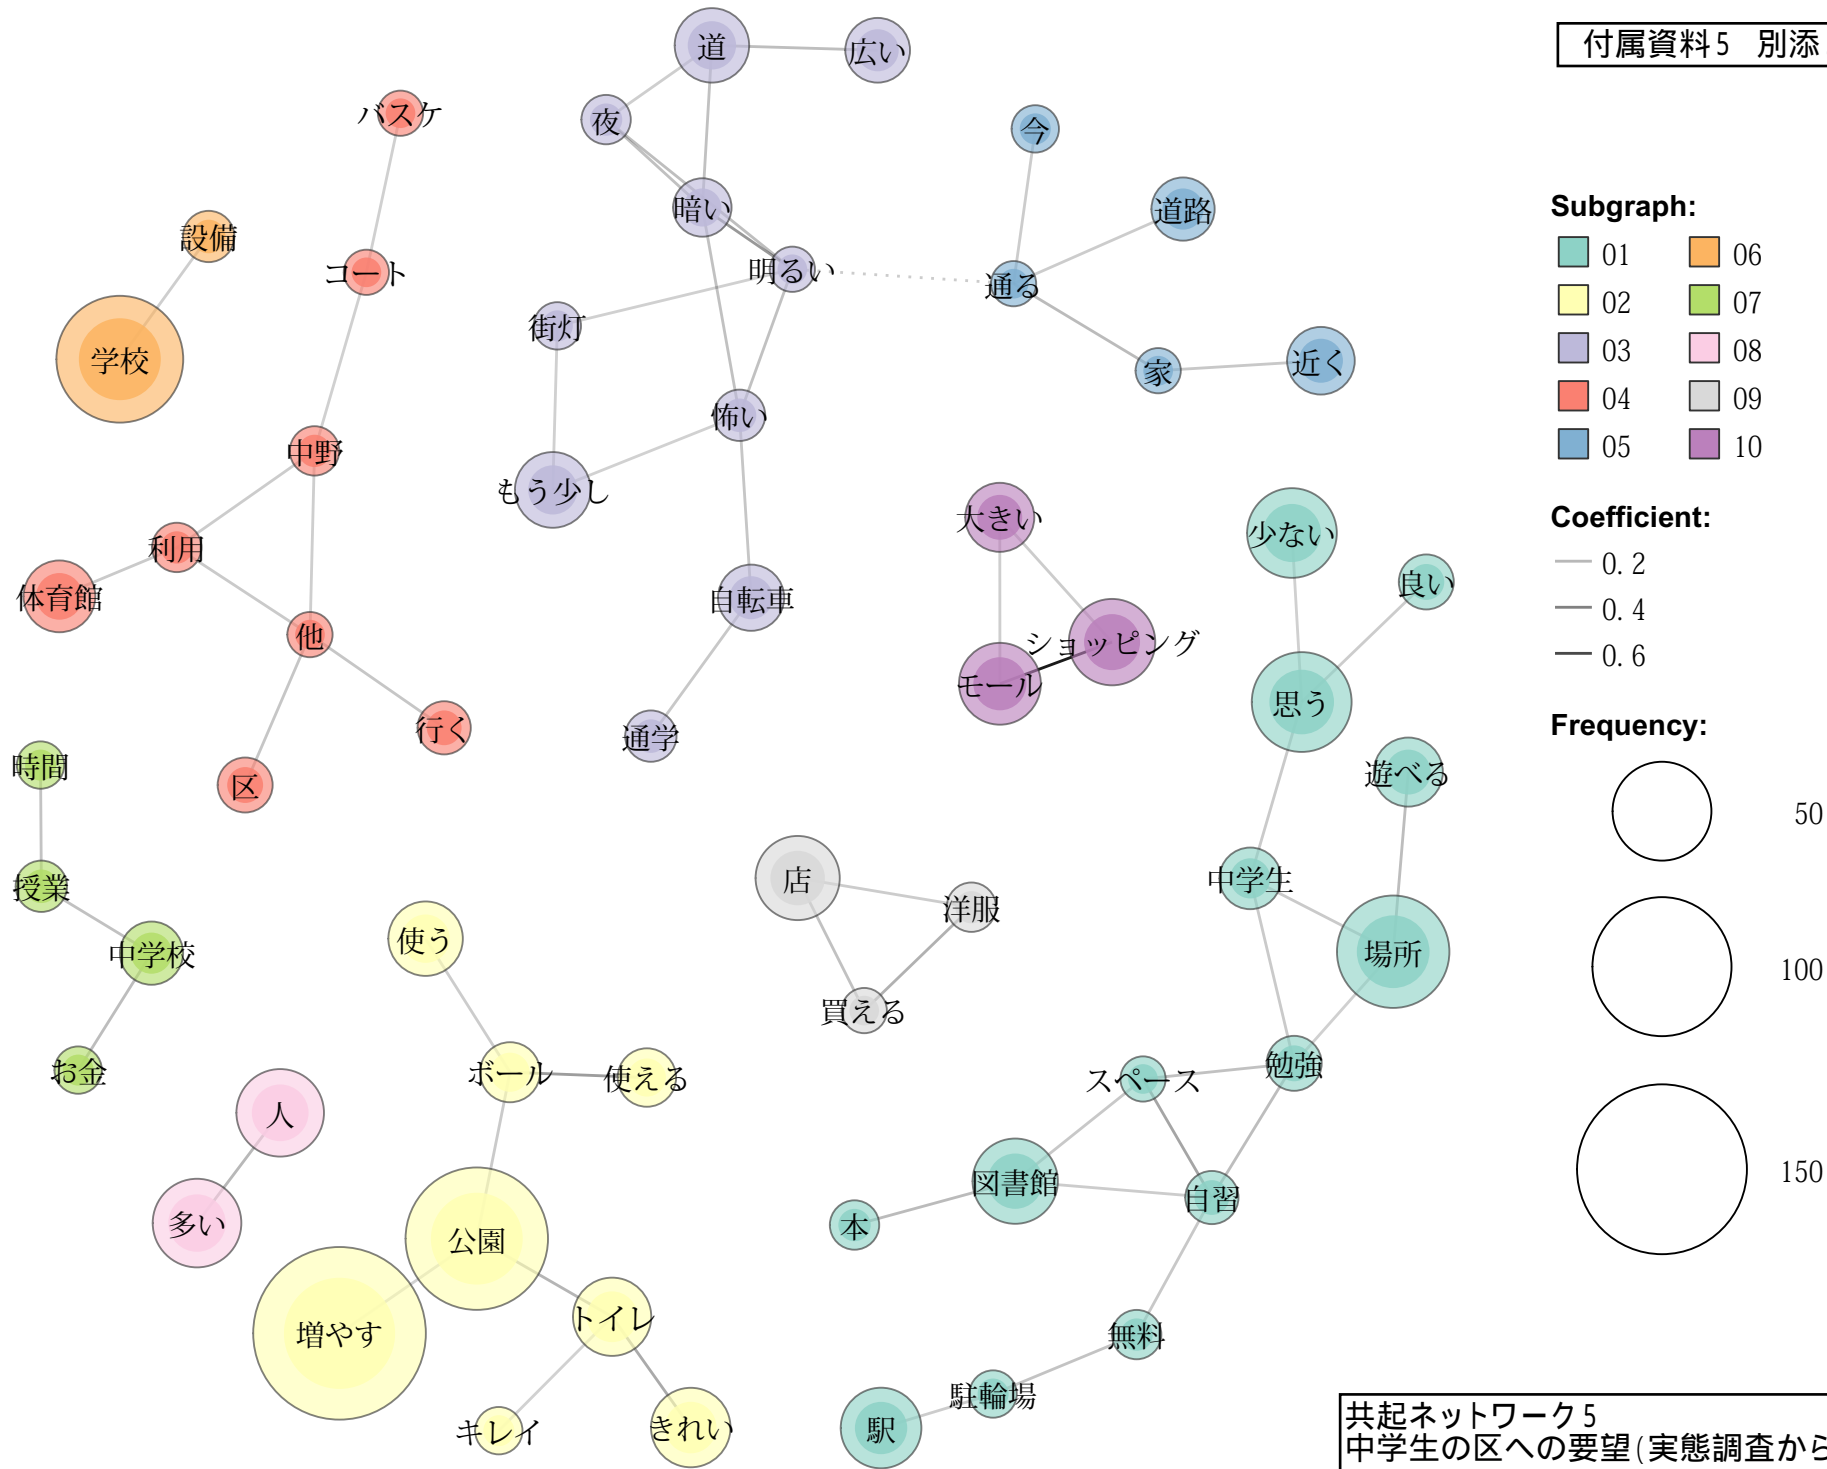 付属資料5　別添
道
広い
バスケ
夜
今
設備
暗い
道路
コート
明るい
通る
街灯
学校
家
近く
中野
怖い
もう少し
大きい
少ない
利用
体育館
良い
自転車
他
ショッピング
モール
思う
行く
通学
区
遊べる
時間
店
中学生
授業
洋服
使う
中学校
場所
買える
お金
ボール
使える
スペース
勉強
人
図書館
自習
多い
本
公園
増やす
トイレ
無料
駐輪場
キレイ
きれい
駅
Subgraph:
01 06
02 07
03 08
04 09
05 10
Coefficient:
0.2
0.4
0.6
Frequency:
50
100
150
共起ネットワーク5
中学生の区への要望(実態調査から